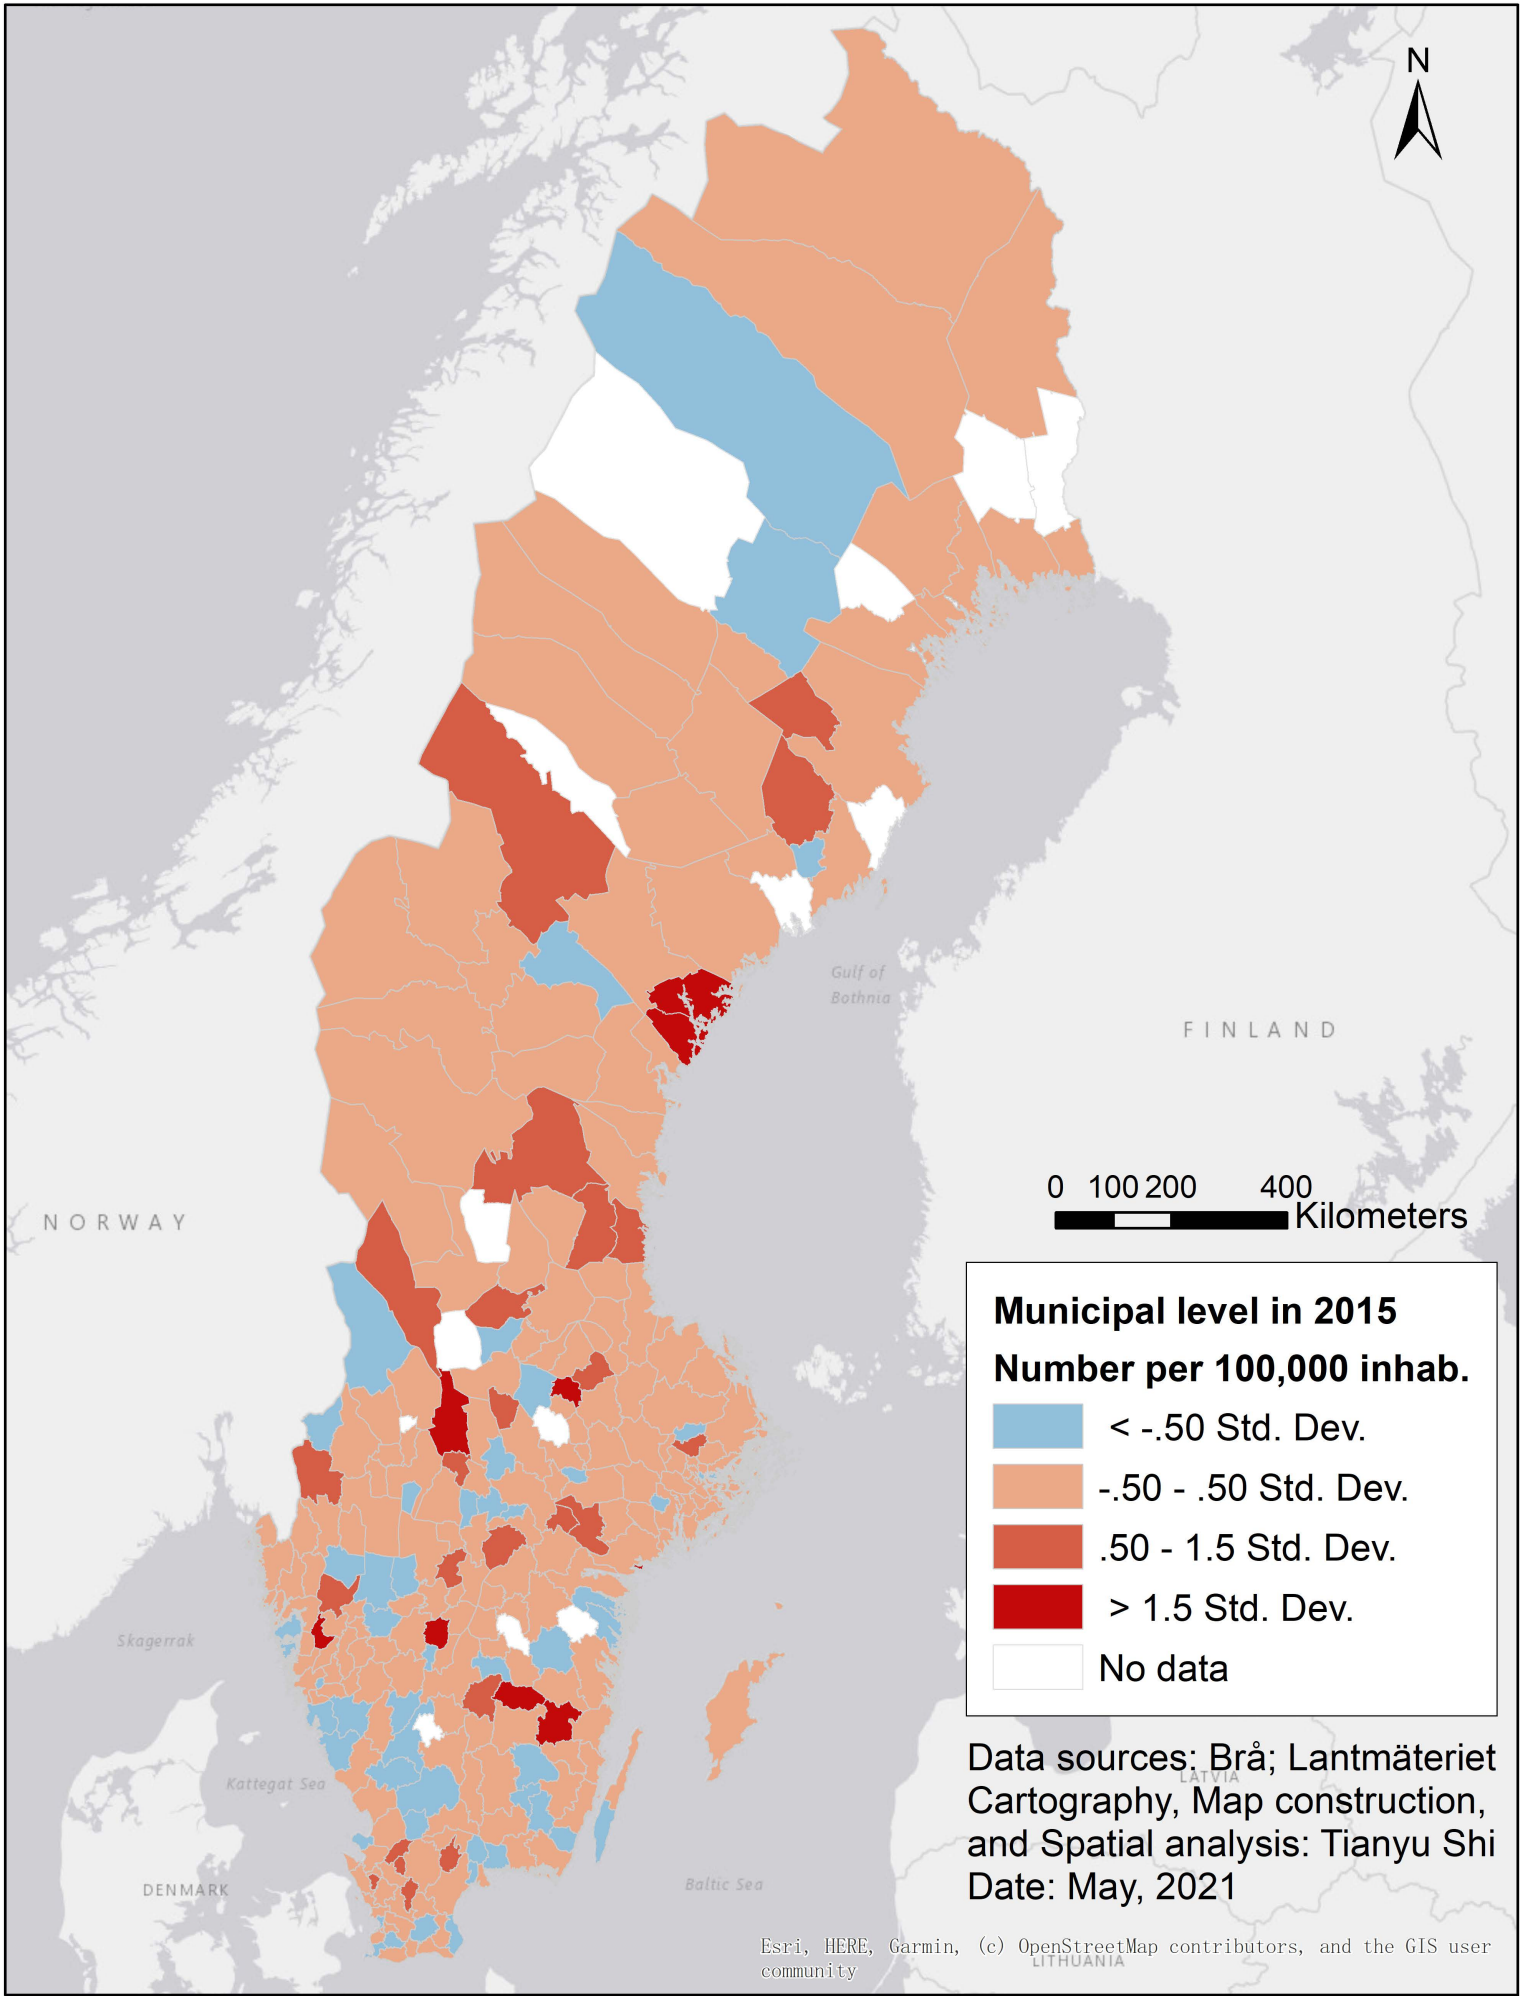 N
Gulf of
Bothnia
FINLAND
0 100 200 400
Kilometers
NORWAY
Municipal level in 2015
Number per 100,000 inhab.
< -.50 Std. Dev.
-.50 - .50 Std. Dev.
.50 - 1.5 Std. Dev.
> 1.5 Std. Dev.
No data
Skagerrak
Kattegat Sea
DENMARK
Baltic Sea
LATVIA
Data sources: Brå; Lantmäteriet
Cartography, Map construction,
and Spatial analysis: Tianyu Shi
Date: May, 2021
Esri, HERE, Garmin, (c) OpenStreetMap contributors, and the GIS user
community
LITHUANIA